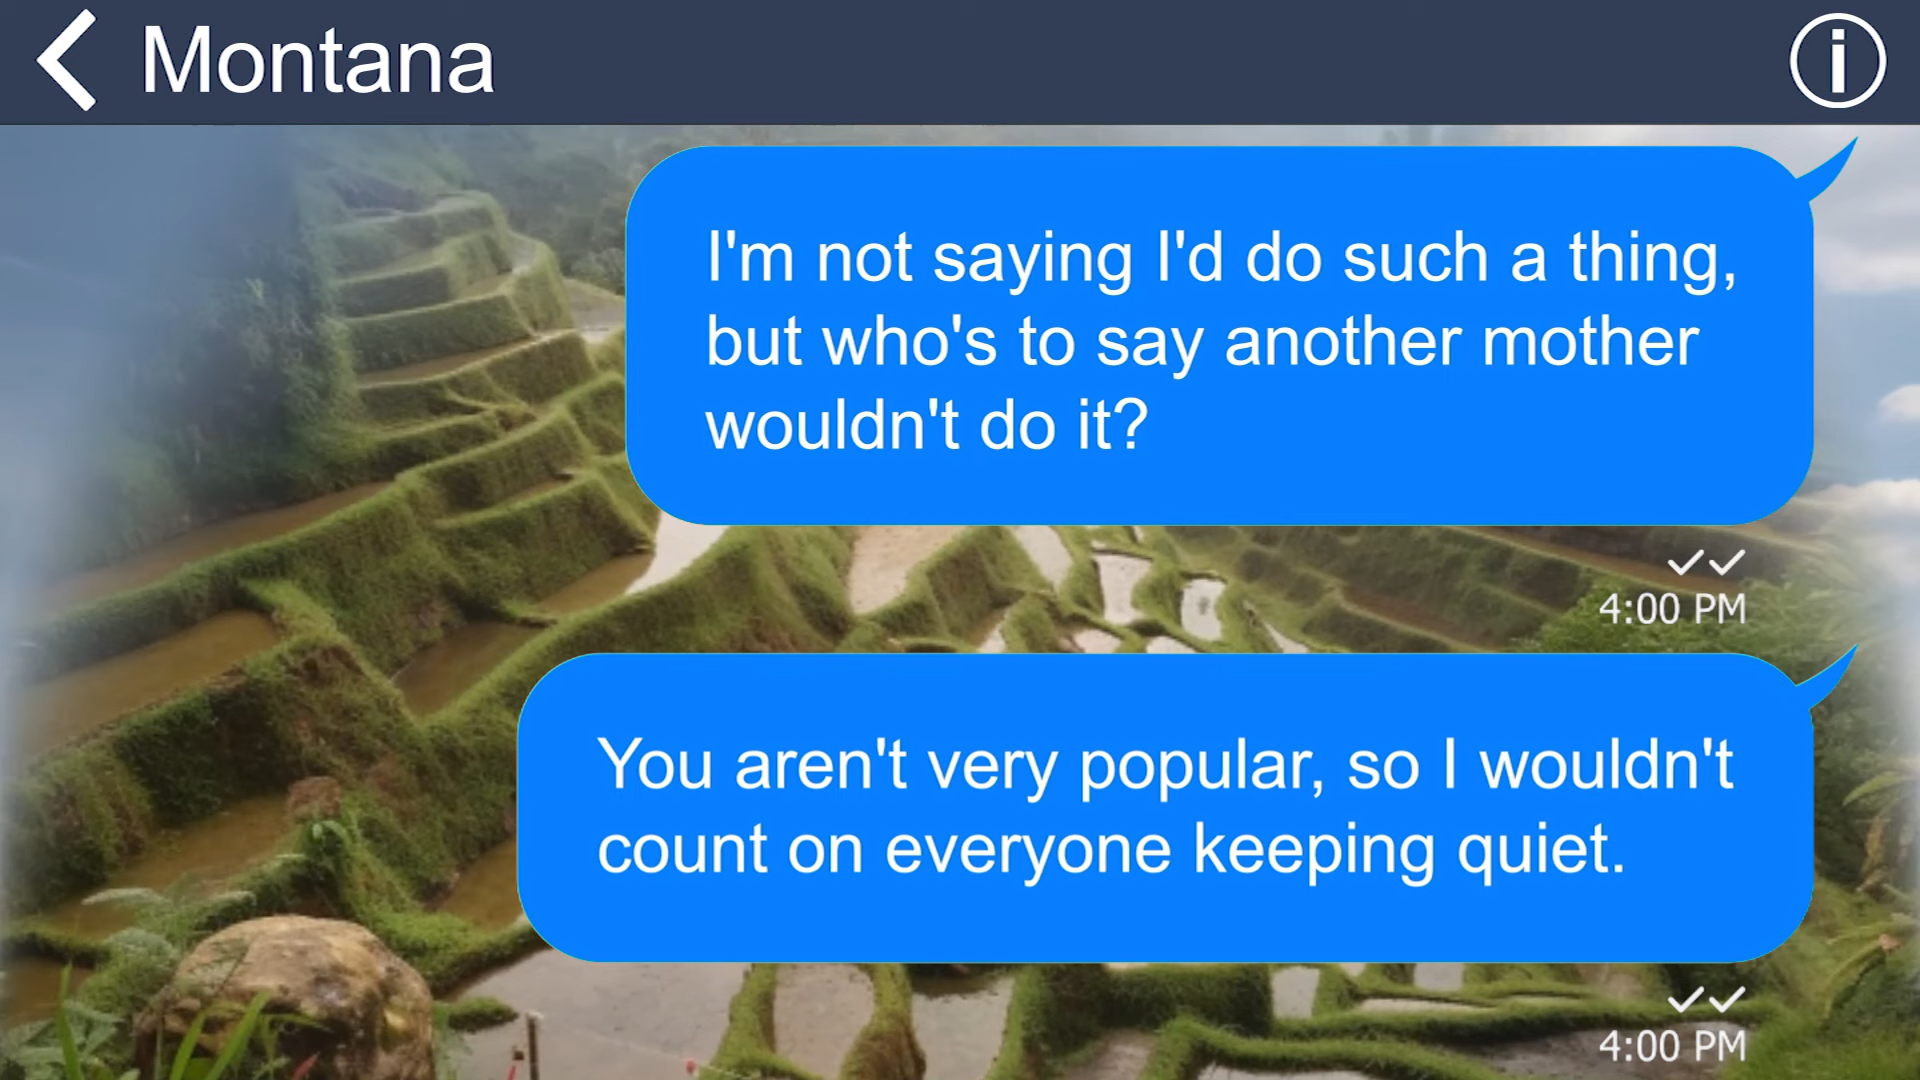 Montana
I'm not saying I'd do such a thing,
but who's to say another mother
wouldn't do it?
4:00 PM
You aren't very popular, so I wouldn't
count on everyone keeping quiet.
4:00 PM